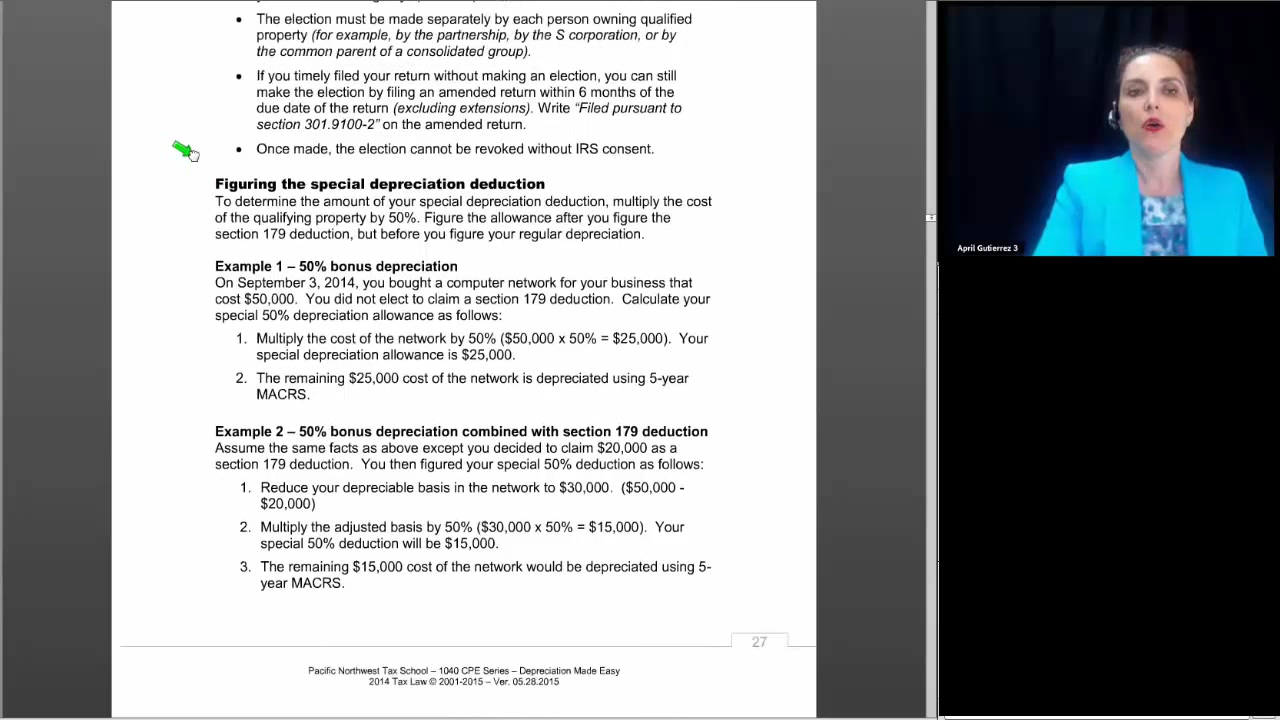 • The election must be made separately by each person owning qualified
property (for example, by the partnership, by the S corporation, or by
the common parent of a consolidated group).
• If you timely filed your return without making an election, you can still
make the election by filing an amended return within 6 months of the
due date of the return (excluding extensions). Write “Filed pursuant to
section 301.9100-2” on the amended return.
• Once made, the election cannot be revoked without IRS consent.
Figuring the special depreciation deduction
To determine the amount of your special depreciation deduction, multiply the cost
of the qualifying property by 50%. Figure the allowance after you figure the
section 179 deduction, but before you figure your regular depreciation.
Example 1 – 50% bonus depreciation
On September 3, 2014, you bought a computer network for your business that
cost $50,000. You did not elect to claim a section 179 deduction. Calculate your
special 50% depreciation allowance as follows:
1. Multiply the cost of the network by 50% ($50,000 x 50% = $25,000). Your
special depreciation allowance is $25,000.
2. The remaining $25,000 cost of the network is depreciated using 5-year
MACRS.
Example 2 – 50% bonus depreciation combined with section 179 deduction
Assume the same facts as above except you decided to claim $20,000 as a
section 179 deduction. You then figured your special 50% deduction as follows:
1. Reduce your depreciable basis in the network to $30,000. ($50,000 -
$20,000)
2. Multiply the adjusted basis by 50% ($30,000 x 50% = $15,000). Your
special 50% deduction will be $15,000.
3. The remaining $15,000 cost of the network would be depreciated using 5-
year MACRS.
27
Pacific Northwest Tax School – 1040 CPE Series – Depreciation Made Easy
2014 Tax Law © 2001-2015 – Ver. 05.28.2015
April Gutierrez 3